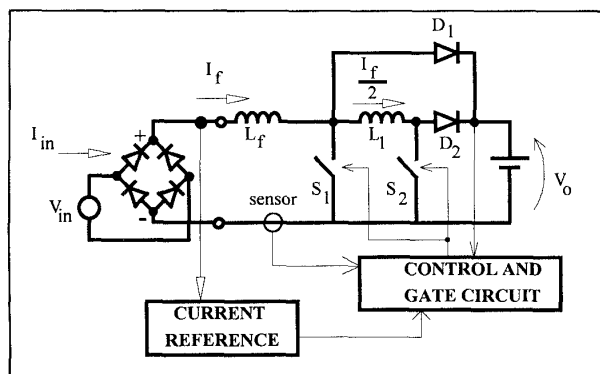 D1
If
If
2
Iin
+
Lf
L1
D2
S1
S2
Vo
sensor
Vin
-
CONTROL AND
GATE CIRCUIT
CURRENT
REFERENCE